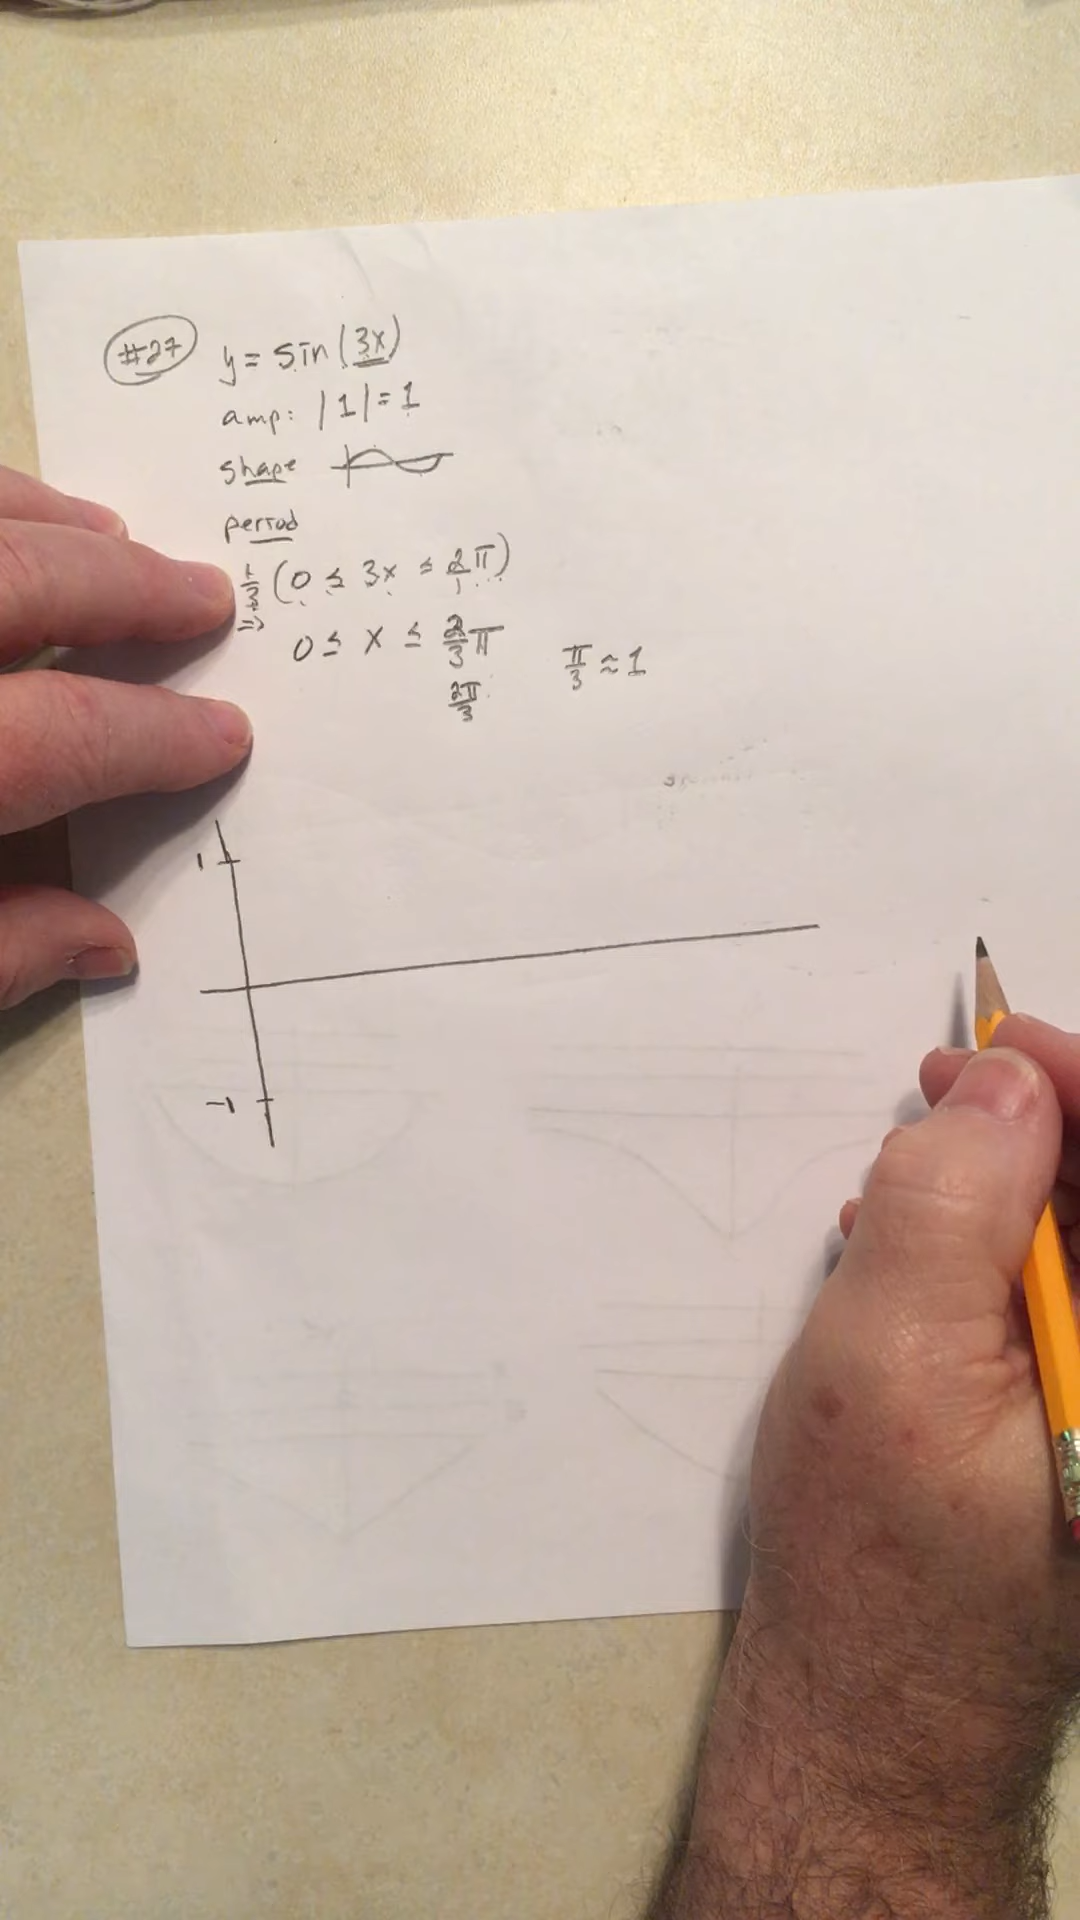 #27 y = sin(3x)
amp: |1| = 1
shape
period
1/3 (0 ≤ 3x ≤ 2π/1)
⇒ 0 ≤ x ≤ 2/3 π
π/3 ≈ 1
2π/3
1
-1